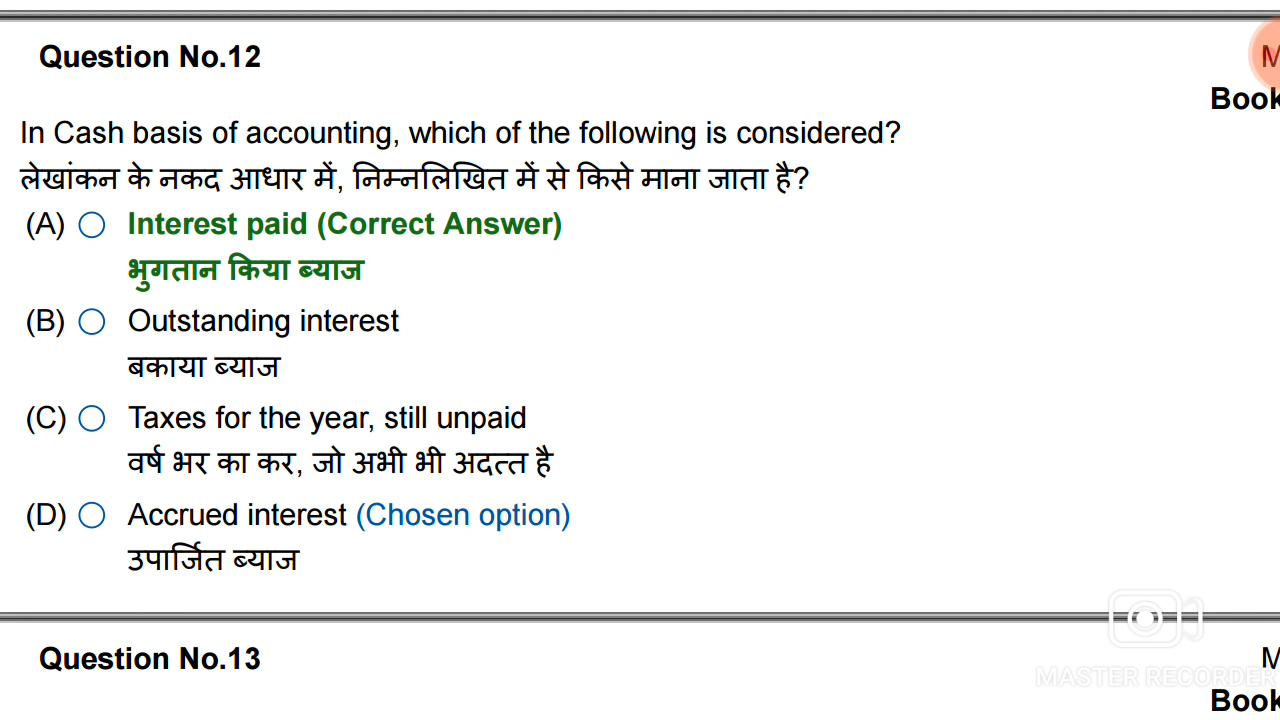 Question No.12
M
Book
In Cash basis of accounting, which of the following is considered?
लेखांकन के नकद आधार में, निम्नलिखित में से किसे माना जाता है?
(A) Interest paid (Correct Answer)
भुगतान किया ब्याज
(B) Outstanding interest
बकाया ब्याज
(C) Taxes for the year, still unpaid
वर्ष भर का कर, जो अभी भी अदत्त है
(D) Accrued interest (Chosen option)
उपार्जित ब्याज
Question No.13
M
MASTER RECORDER
Book